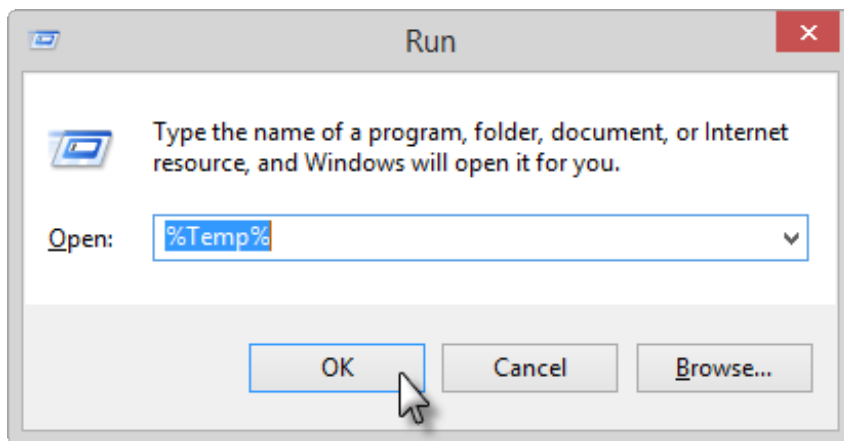 Run
Type the name of a program, folder, document, or Internet
resource, and Windows will open it for you.
Open: %Temp%
OK Cancel Browse...